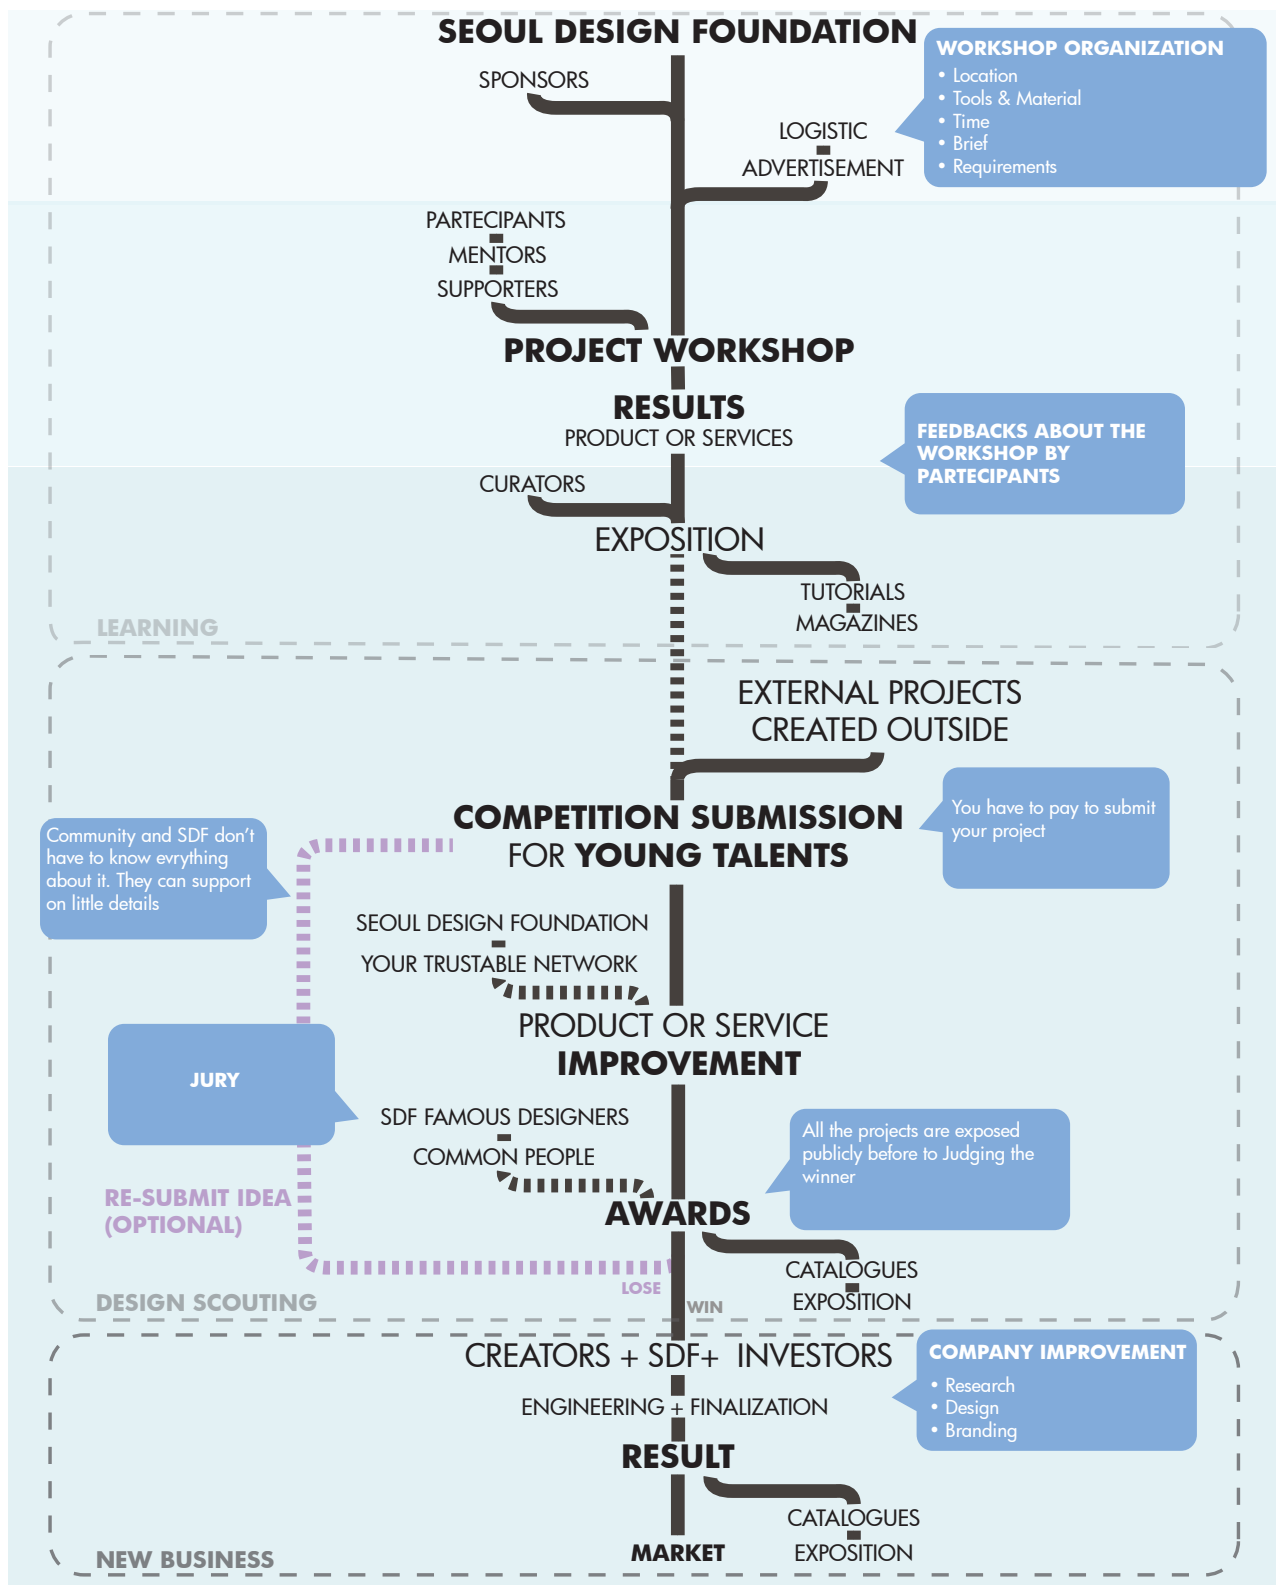 SEOUL DESIGN FOUNDATION
SPONSORS
WORKSHOP ORGANIZATION
• Location
• Tools & Material
• Time
• Brief
• Requirements
LOGISTIC
ADVERTISEMENT
PARTECIPANTS
MENTORS
SUPPORTERS
PROJECT WORKSHOP
RESULTS
PRODUCT OR SERVICES
FEEDBACKS ABOUT THE
WORKSHOP BY
PARTECIPANTS
CURATORS
EXPOSITION
TUTORIALS
MAGAZINES
LEARNING
EXTERNAL PROJECTS
CREATED OUTSIDE
COMPETITION SUBMISSION
FOR YOUNG TALENTS
You have to pay to submit
your project
Community and SDF don't
have to know evrything
about it. They can support
on little details
SEOUL DESIGN FOUNDATION
YOUR TRUSTABLE NETWORK
PRODUCT OR SERVICE
IMPROVEMENT
JURY
SDF FAMOUS DESIGNERS
COMMON PEOPLE
All the projects are exposed
publicly before to Judging the
winner
RE-SUBMIT IDEA
(OPTIONAL)
AWARDS
CATALOGUES
EXPOSITION
LOSE
WIN
DESIGN SCOUTING
CREATORS + SDF+ INVESTORS
COMPANY IMPROVEMENT
• Research
• Design
• Branding
ENGINEERING + FINALIZATION
RESULT
CATALOGUES
EXPOSITION
MARKET
NEW BUSINESS